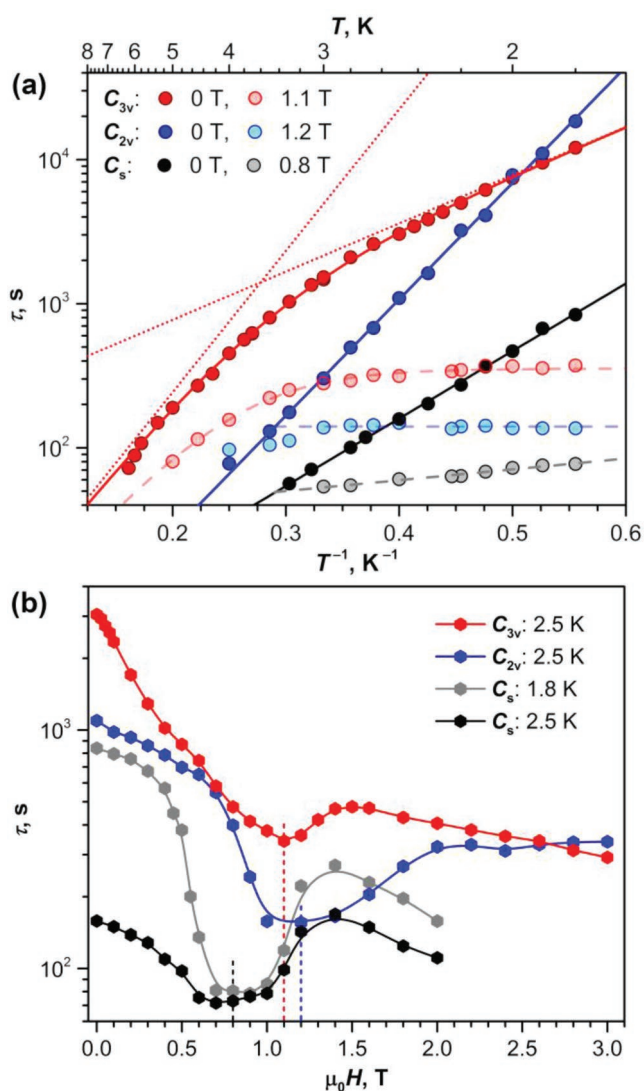 T, K
8 7 6 5 4 3 2
(a)
C3v: 0 T, 1.1 T
C2v: 0 T, 1.2 T
Cs: 0 T, 0.8 T
10^4
10^3
10^2
τ, s
0.2 0.3 0.4 0.5 0.6
T^−1, K^−1
(b)
C3v: 2.5 K
C2v: 2.5 K
Cs: 1.8 K
Cs: 2.5 K
10^3
10^2
τ, s
0.0 0.5 1.0 1.5 2.0 2.5 3.0
μ0H, T